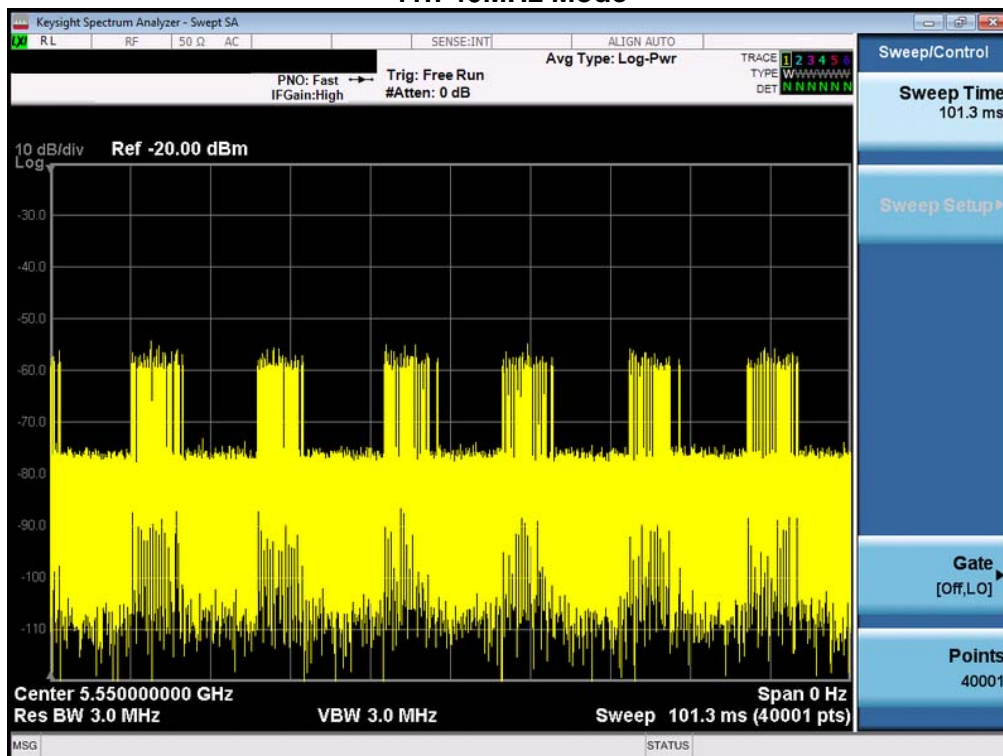 Keysight Spectrum Analyzer - Swept SA
RL RF 50 Ω AC SENSE:INT ALIGN AUTO
Avg Type: Log-Pwr
TRACE 1 2 3 4 5 6
PNO: Fast Trig: Free Run
TYPE W
IFGain:High #Atten: 0 dB
DET N N N N N N
10 dB/div Ref -20.00 dBm
Log
-30.0
-40.0
-50.0
-60.0
-70.0
-80.0
-90.0
-100
-110
Center 5.550000000 GHz Span 0 Hz
Res BW 3.0 MHz VBW 3.0 MHz Sweep 101.3 ms (40001 pts)
MSG STATUS
Sweep/Control
Sweep Time
101.3 ms
Sweep Setup
Gate
[Off,LO]
Points
40001